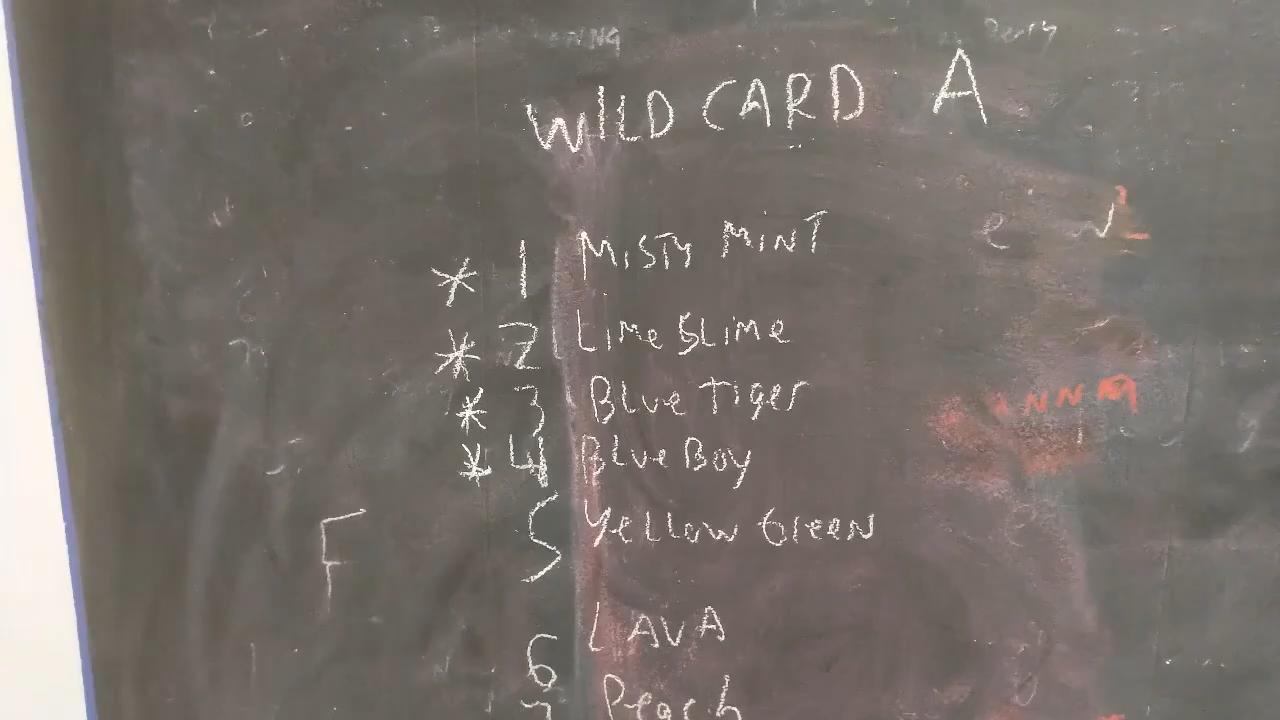 WILD CARD A
* 1 MISTY MINT
* 2 Lime SLime
* 3 Blue Tiger
* 4 Blue Boy
5 Yellow Green
F
6 LAVA
7 Peach